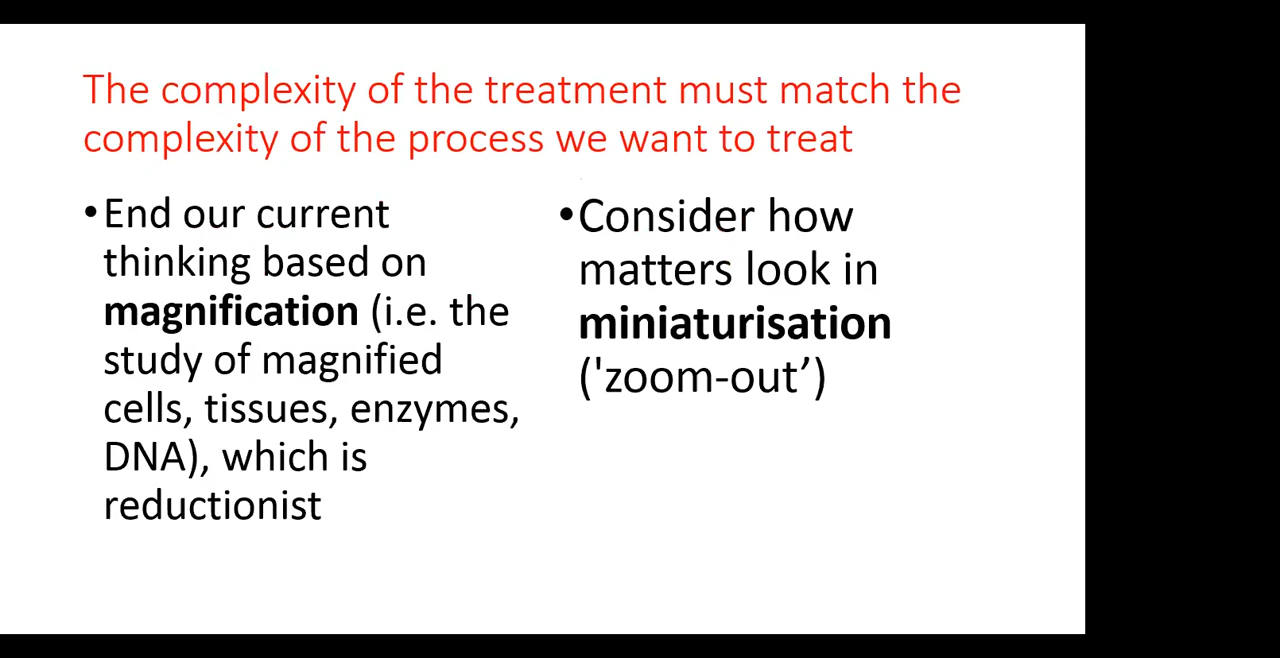 The complexity of the treatment must match the
complexity of the process we want to treat
•End our current
thinking based on
magnification (i.e. the
study of magnified
cells, tissues, enzymes,
DNA), which is
reductionist
•Consider how
matters look in
miniaturisation
('zoom-out’)